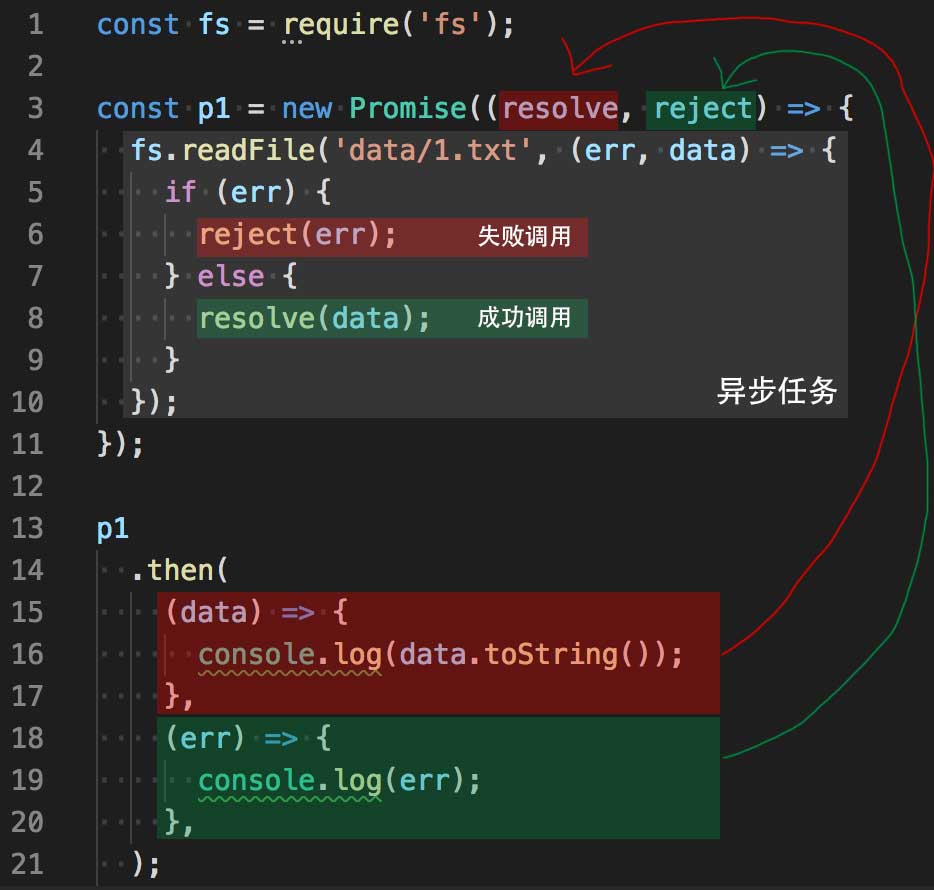 1 const fs = require('fs');
2
3 const p1 = new Promise((resolve, reject) => {
4 fs.readFile('data/1.txt', (err, data) => {
5 if (err) {
6 reject(err); 失败调用
7 } else {
8 resolve(data); 成功调用
9 }
10 }); 异步任务
11 });
12
13 p1
14 .then(
15 (data) => {
16 console.log(data.toString());
17 },
18 (err) => {
19 console.log(err);
20 },
21 );